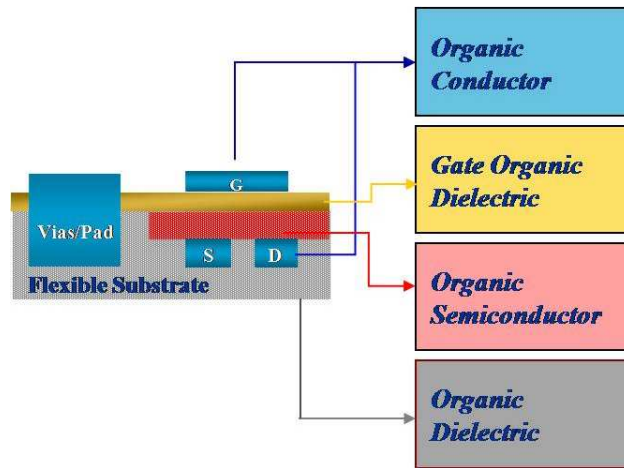 Organic
Conductor
G
Gate Organic
Dielectric
Vias/Pad
S
D
Flexible Substrate
Organic
Semiconductor
Organic
Dielectric